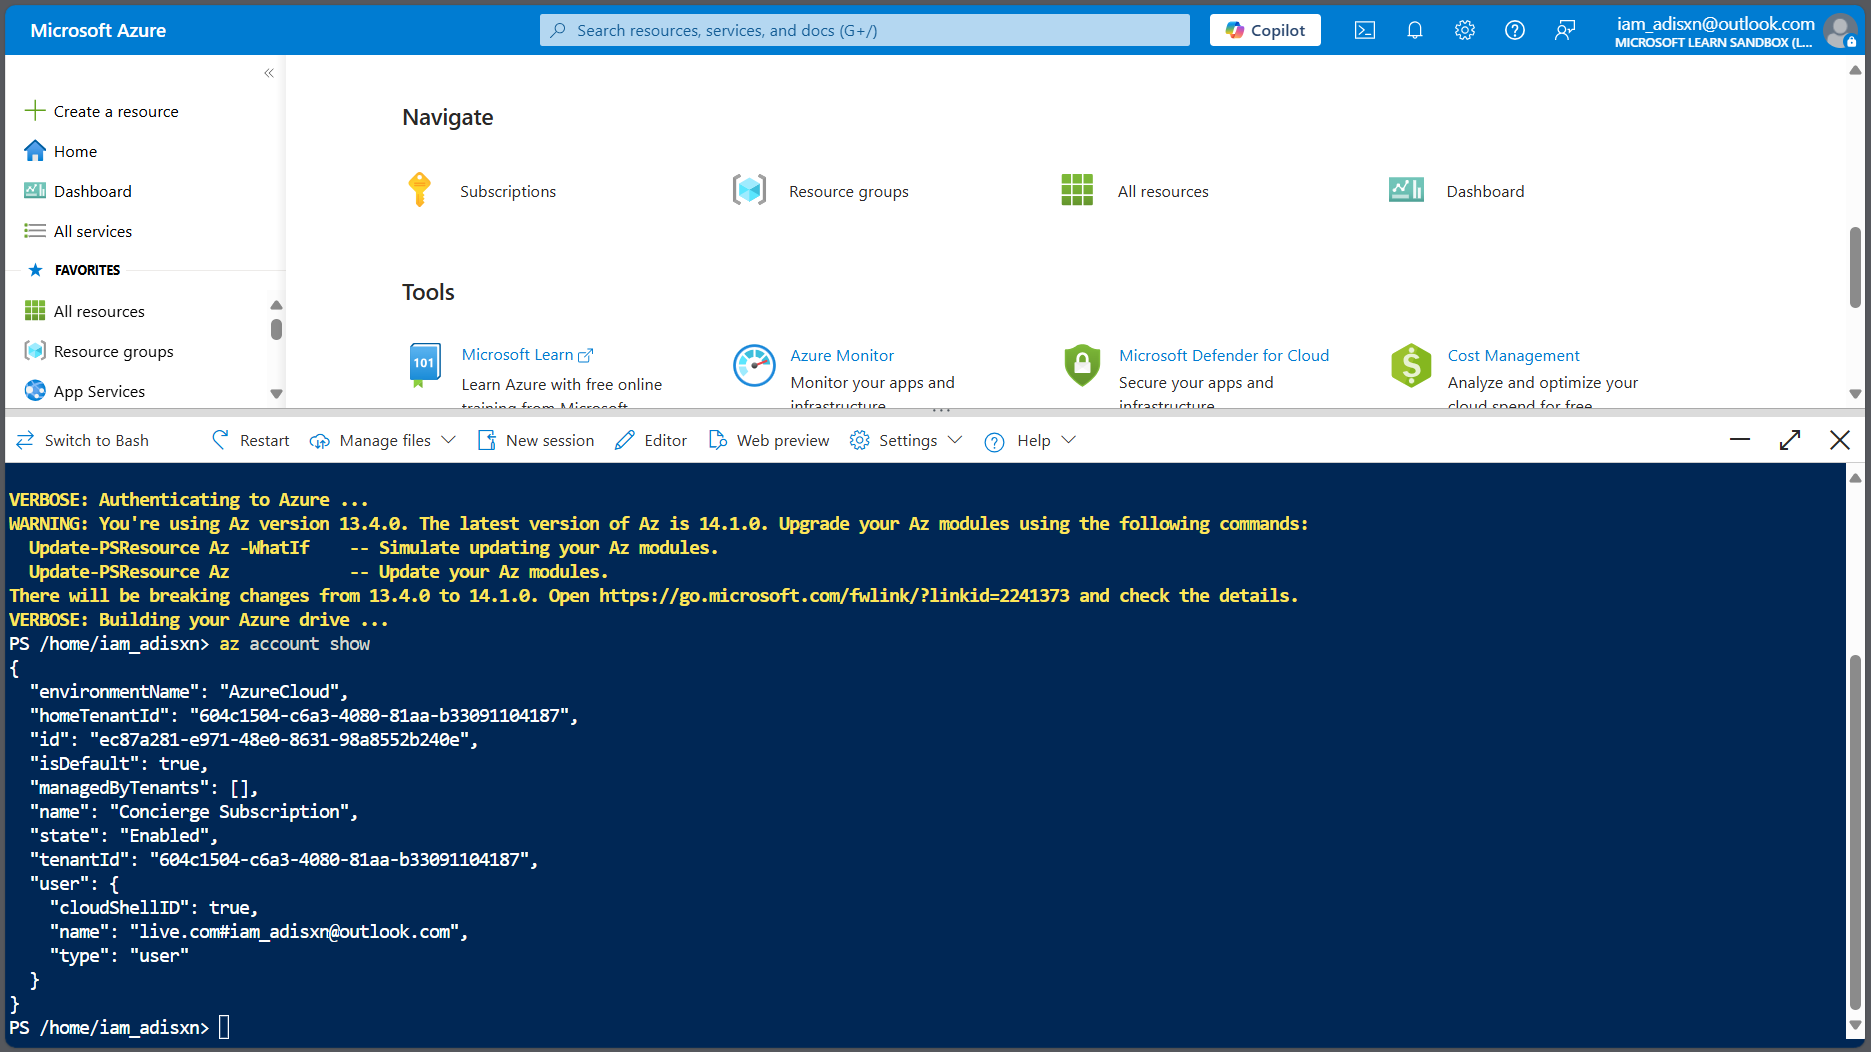 Microsoft Azure
Search resources, services, and docs (G+/)
Copilot
iam_adisxn@outlook.com
MICROSOFT LEARN SANDBOX (L...
Create a resource
Home
Dashboard
All services
FAVORITES
All resources
Resource groups
App Services
Navigate
Subscriptions
Resource groups
All resources
Dashboard
Tools
101
Microsoft Learn
Learn Azure with free online
training from Microsoft
Azure Monitor
Monitor your apps and
infrastructure
Microsoft Defender for Cloud
Secure your apps and
infrastructure
Cost Management
Analyze and optimize your
cloud spend for free
Switch to Bash
Restart
Manage files
New session
Editor
Web preview
Settings
Help
VERBOSE: Authenticating to Azure ...
WARNING: You're using Az version 13.4.0. The latest version of Az is 14.1.0. Upgrade your Az modules using the following commands:
  Update-PSResource Az -WhatIf    -- Simulate updating your Az modules.
  Update-PSResource Az            -- Update your Az modules.
There will be breaking changes from 13.4.0 to 14.1.0. Open https://go.microsoft.com/fwlink/?linkid=2241373 and check the details.
VERBOSE: Building your Azure drive ...
PS /home/iam_adisxn> az account show
{
  "environmentName": "AzureCloud",
  "homeTenantId": "604c1504-c6a3-4080-81aa-b33091104187",
  "id": "ec87a281-e971-48e0-8631-98a8552b240e",
  "isDefault": true,
  "managedByTenants": [],
  "name": "Concierge Subscription",
  "state": "Enabled",
  "tenantId": "604c1504-c6a3-4080-81aa-b33091104187",
  "user": {
    "cloudShellID": true,
    "name": "live.com#iam_adisxn@outlook.com",
    "type": "user"
  }
}
PS /home/iam_adisxn>